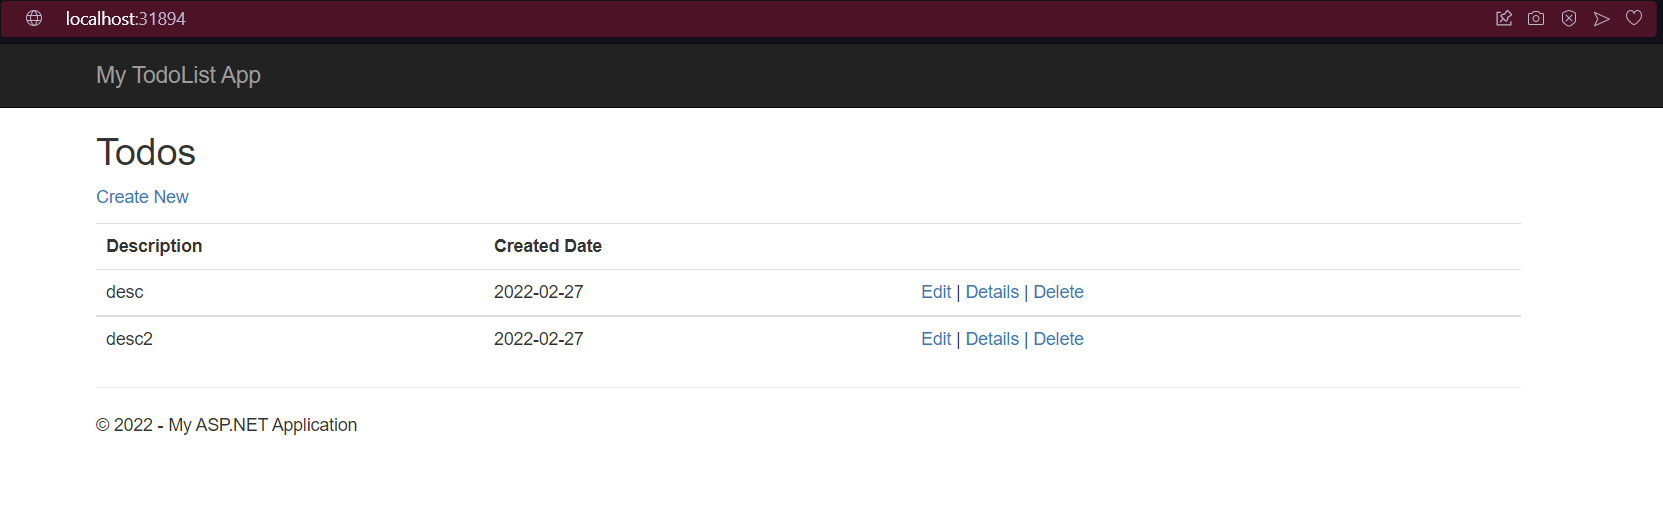 localhost:31894
My TodoList App
Todos
Create New
Description Created Date
desc 2022-02-27 Edit | Details | Delete
desc2 2022-02-27 Edit | Details | Delete
© 2022 - My ASP.NET Application